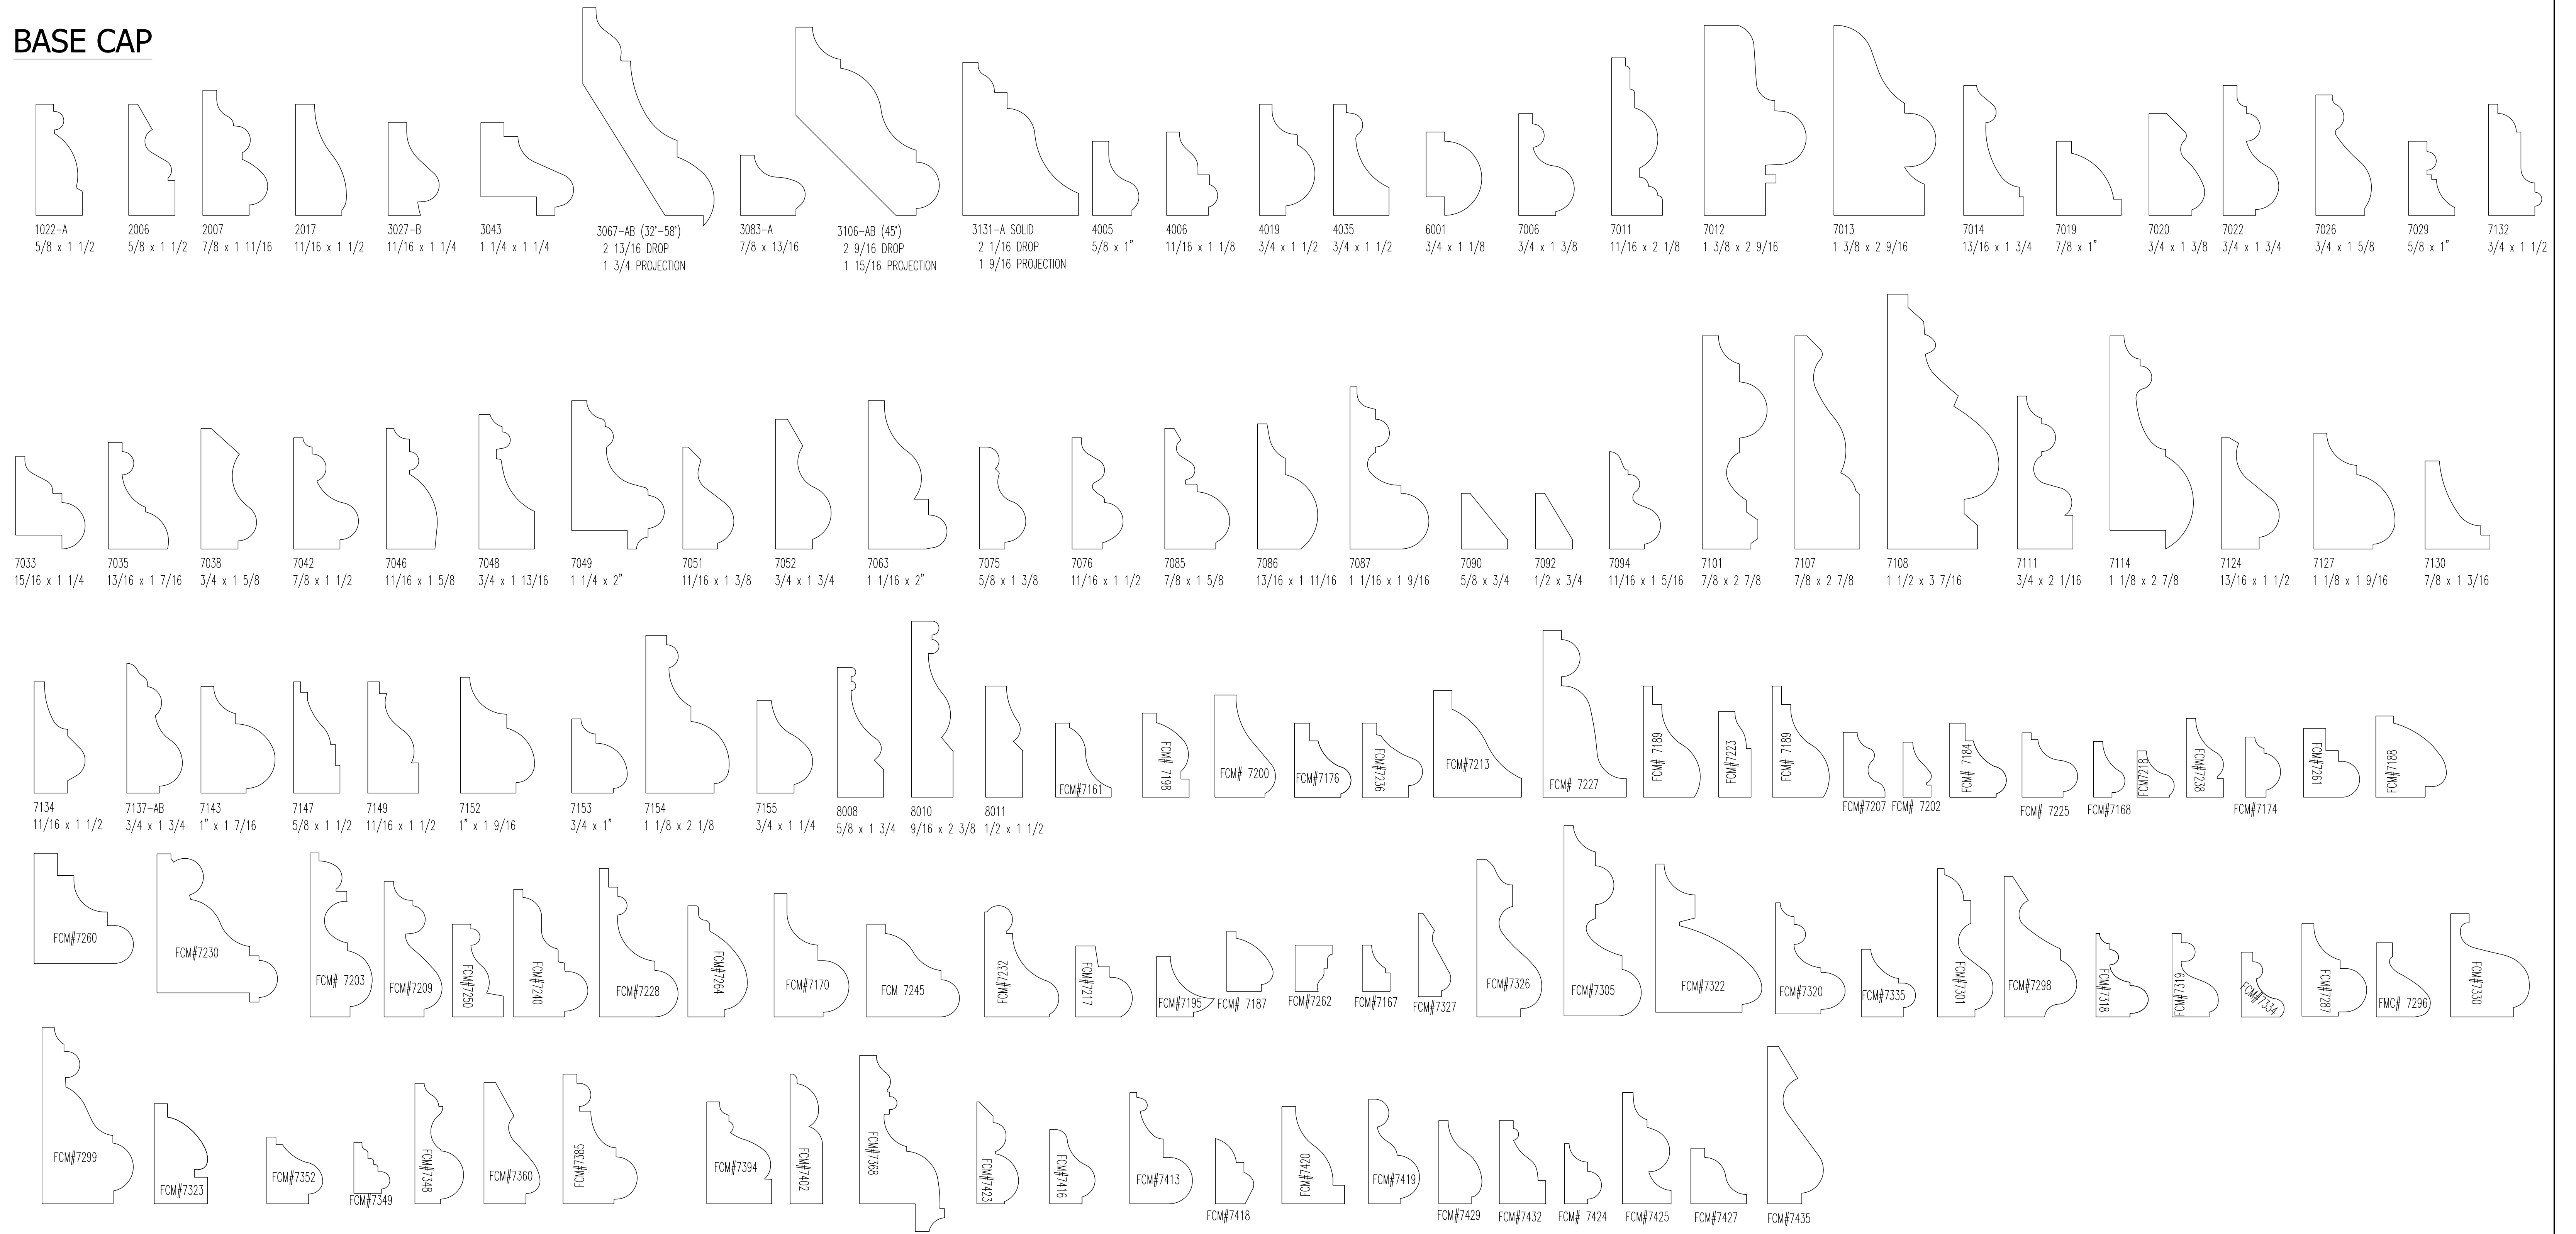 BASE CAP
1022-A
5/8 x 1 1/2
2006
5/8 x 1 1/2
2007
7/8 x 1 11/16
2017
11/16 x 1 1/2
3027-B
11/16 x 1 1/4
3043
1 1/4 x 1 1/4
3067-AB (32°-58°)
2 13/16 DROP
1 3/4 PROJECTION
3083-A
7/8 x 13/16
3106-AB (45°)
2 9/16 DROP
1 15/16 PROJECTION
3131-A SOLID
2 1/16 DROP
1 9/16 PROJECTION
4005
5/8 x 1"
4006
11/16 x 1 1/8
4019
3/4 x 1 1/2
4035
3/4 x 1 1/2
6001
3/4 x 1 1/8
7006
3/4 x 1 3/8
7011
11/16 x 2 1/8
7012
1 3/8 x 2 9/16
7013
1 3/8 x 2 9/16
7014
13/16 x 1 3/4
7019
7/8 x 1"
7020
3/4 x 1 3/8
7022
3/4 x 1 3/4
7026
3/4 x 1 5/8
7029
5/8 x 1"
7132
3/4 x 1 1/2
7033
15/16 x 1 1/4
7035
13/16 x 1 7/16
7038
3/4 x 1 5/8
7042
7/8 x 1 1/2
7046
11/16 x 1 5/8
7048
3/4 x 1 13/16
7049
1 1/4 x 2"
7051
11/16 x 1 3/8
7052
3/4 x 1 3/4
7063
1 1/16 x 2"
7075
5/8 x 1 3/8
7076
11/16 x 1 1/2
7085
7/8 x 1 5/8
7086
13/16 x 1 11/16
7087
1 1/16 x 1 9/16
7090
5/8 x 3/4
7092
1/2 x 3/4
7094
11/16 x 1 5/16
7101
7/8 x 2 7/8
7107
7/8 x 2 7/8
7108
1 1/2 x 3 7/16
7111
3/4 x 2 1/16
7114
1 1/8 x 2 7/8
7124
13/16 x 1 1/2
7127
1 1/8 x 1 9/16
7130
7/8 x 1 3/16
7134
11/16 x 1 1/2
7137-AB
3/4 x 1 3/4
7143
1" x 1 7/16
7147
5/8 x 1 1/2
7149
11/16 x 1 1/2
7152
1" x 1 9/16
7153
3/4 x 1"
7154
1 1/8 x 2 1/8
7155
3/4 x 1 1/4
8008
5/8 x 1 3/4
8010
9/16 x 2 3/8
8011
1/2 x 1 1/2
FCM#7161
FCM# 7198
FCM# 7200
FCM#7176
FCM#7236
FCM#7213
FCM# 7227
FCM# 7189
FCM#7223
FCM# 7189
FCM#7207
FCM# 7202
FCM# 7184
FCM# 7225
FCM#7168
FCM#7218
FCM#7238
FCM#7174
FCM#7261
FCM#7188
FCM#7260
FCM#7230
FCM# 7203
FCM#7209
FCM#7250
FCM#7240
FCM#7228
FCM#7264
FCM#7170
FCM 7245
FCM#7232
FCM#7217
FCM#7195
FCM# 7187
FCM#7262
FCM#7167
FCM#7327
FCM#7326
FCM#7305
FCM#7322
FCM#7320
FCM#7335
FCM#7301
FCM#7298
FCM#7318
FCM#7319
FCM#7334
FCM#7287
FMC# 7296
FCM#7330
FCM#7299
FCM#7323
FCM#7352
FCM#7349
FCM#7348
FCM#7360
FCM#7385
FCM#7394
FCM#7402
FCM#7368
FCM#7423
FCM#7416
FCM#7413
FCM#7418
FCM#7420
FCM#7419
FCM#7429
FCM#7432
FCM# 7424
FCM#7425
FCM#7427
FCM#7435